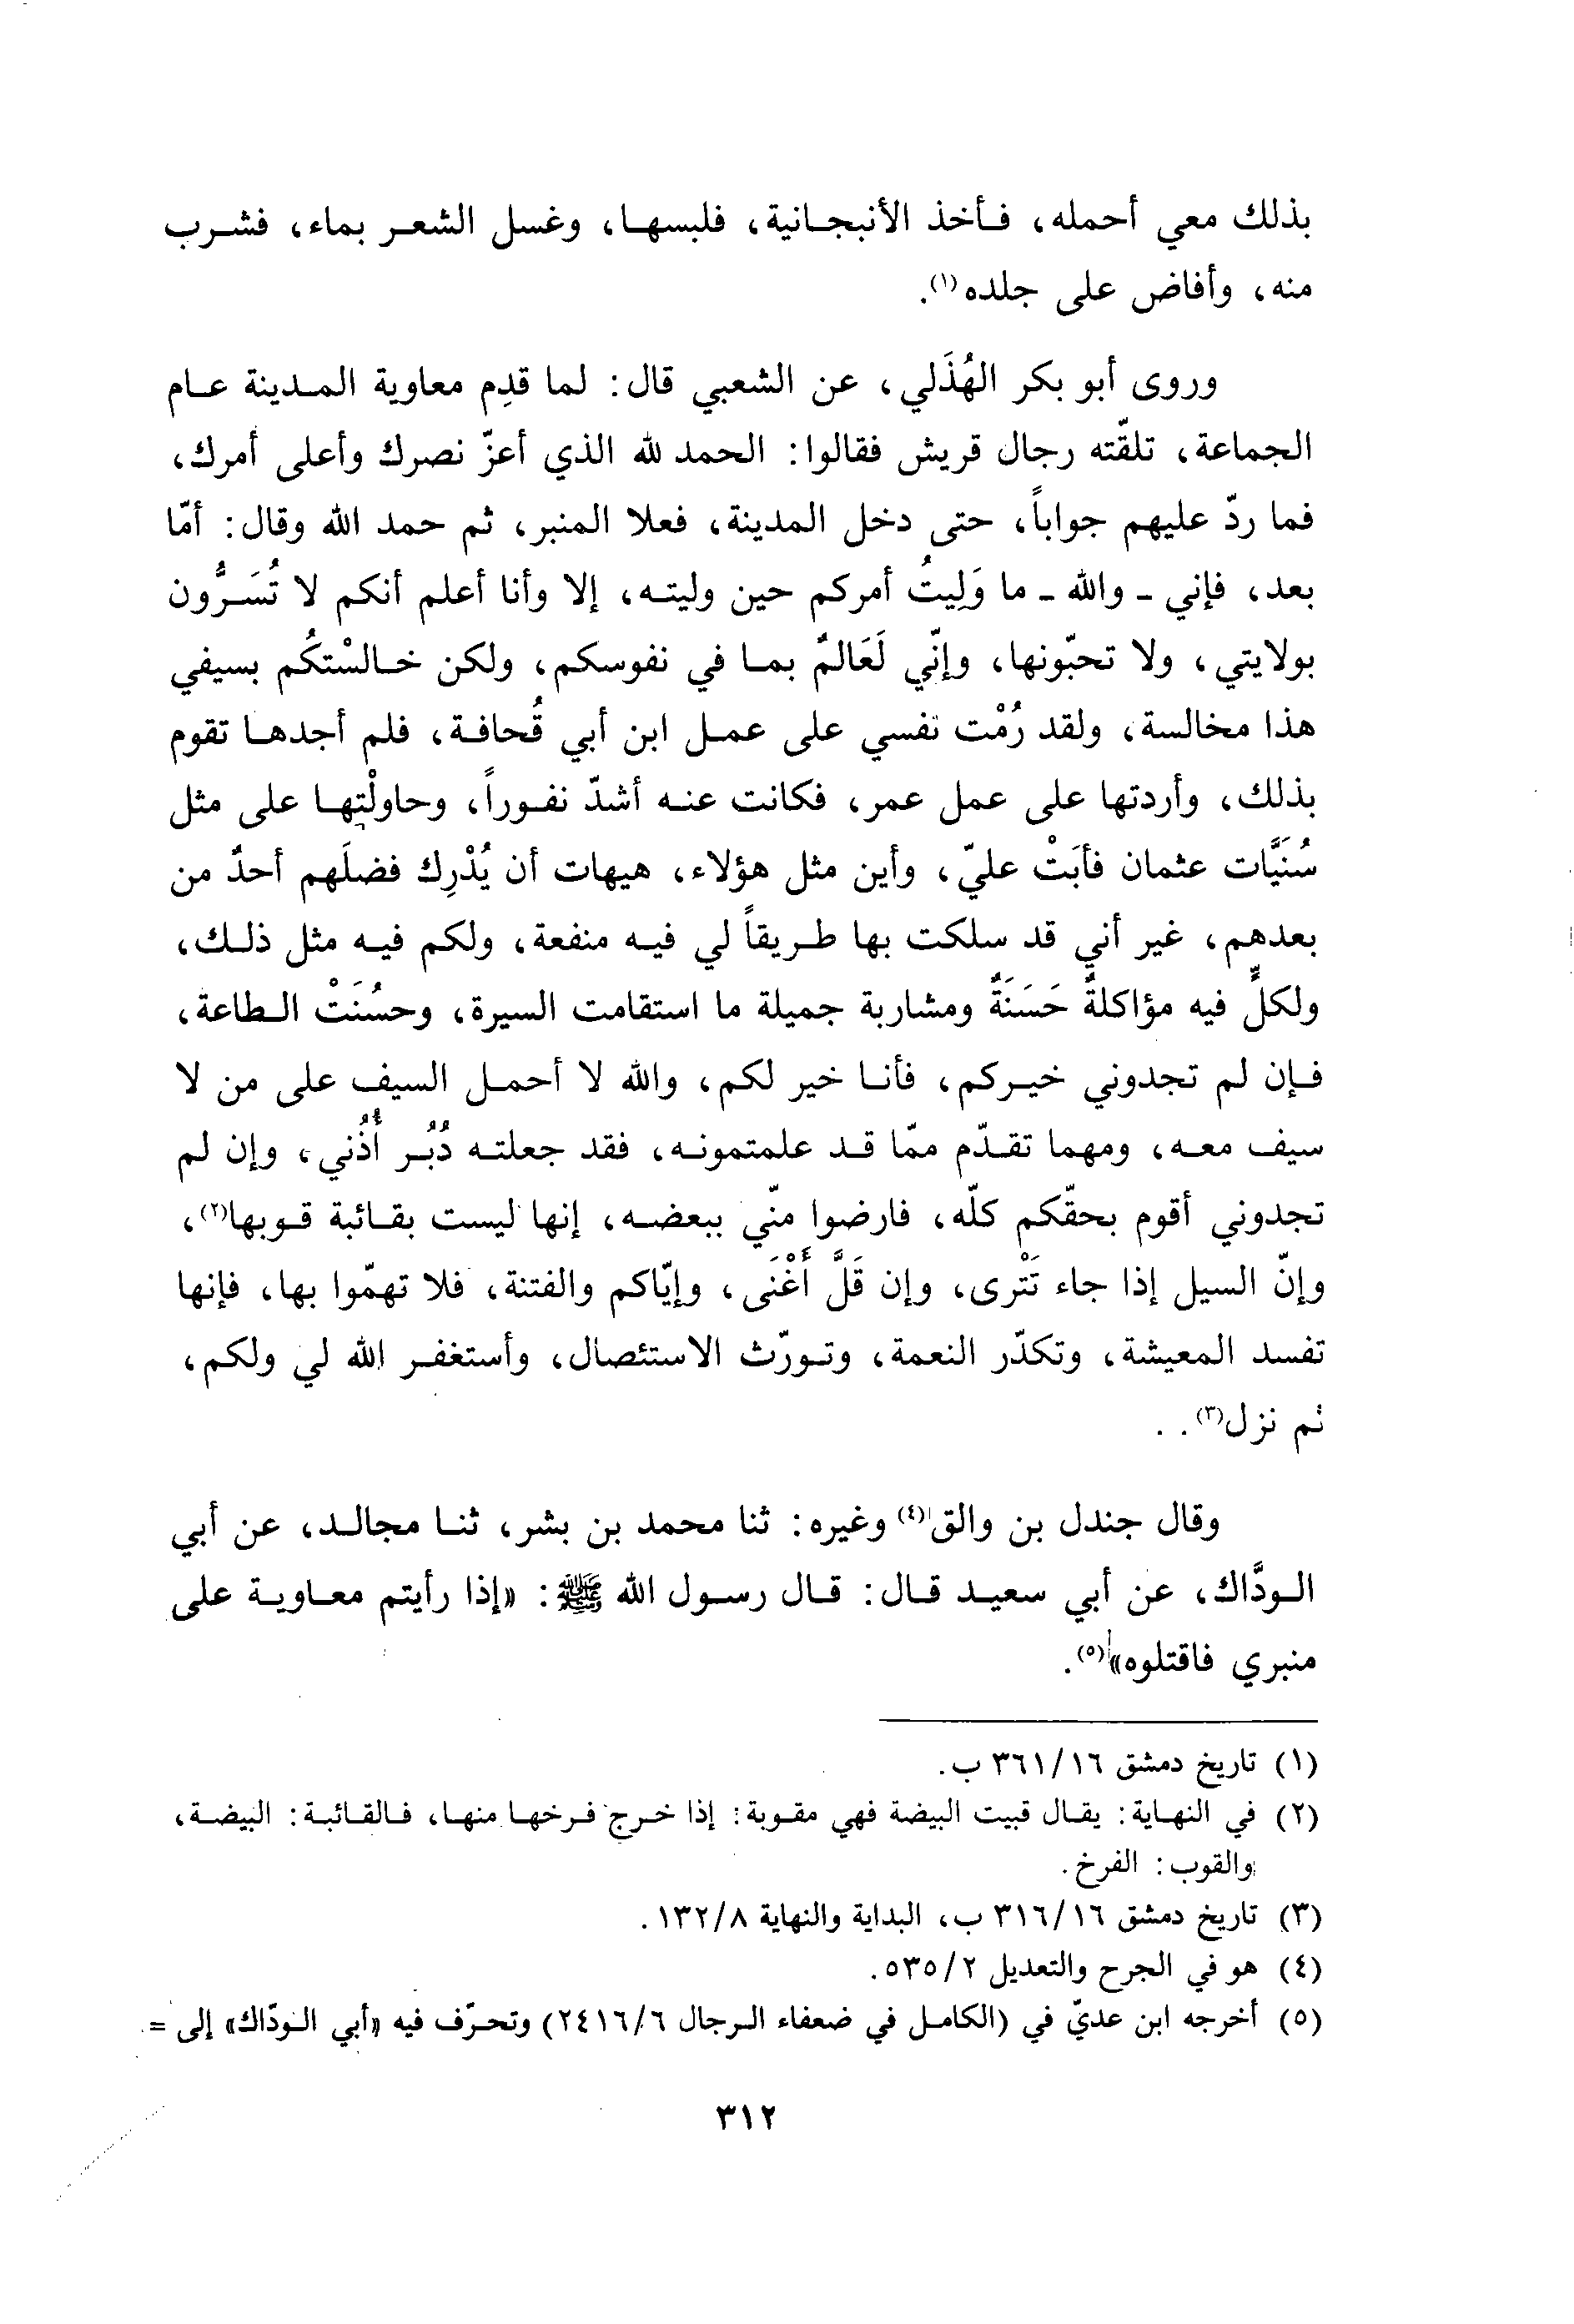 بذلك معي أحمله، فأخذ الأنبجانية، فلبسها، وغسل الشعر بماء، فشرب
منه، وأفاض على جلده(١).
وروى أبو بكر الهُذَلي، عن الشعبي قال: لما قدِم معاوية المدينة عام
الجماعة، تلقّته رجال قريش فقالوا: الحمد لله الذي أعزّ نصرك وأعلى أمرك،
فما ردّ عليهم جواباً، حتى دخل المدينة، فعلا المنبر، ثم حمد الله وقال: أمّا
بعد، فإني - والله - ما وَلِيتُ أمركم حين وليته، إلا وأنا أعلم أنكم لا تُسَرُّون
بولايتي، ولا تحبّونها، وإنّي لَعَالمٌ بما في نفوسكم، ولكن خالسْتكُم بسيفي
هذا مخالسة، ولقد رُمْت نفسي على عمل ابن أبي قُحافة، فلم أجدها تقوم
بذلك، وأردتها على عمل عمر، فكانت عنه أشدّ نفوراً، وحاولْتها على مثل
سُنَيَّات عثمان فأبَتْ عليّ، وأين مثل هؤلاء، هيهات أن يُدْرِك فضلَهم أحدٌ من
بعدهم، غير أني قد سلكت بها طريقاً لي فيه منفعة، ولكم فيه مثل ذلك،
ولكلٍّ فيه مؤاكلةٌ حَسَنَةٌ ومشاربة جميلة ما استقامت السيرة، وحسُنَتْ الطاعة،
فإن لم تجدوني خيركم، فأنا خير لكم، والله لا أحمل السيف على من لا
سيف معه، ومهما تقدّم ممّا قد علمتمونه، فقد جعلته دُبُر أُذُني، وإن لم
تجدوني أقوم بحقّكم كلّه، فارضوا منّي ببعضه، إنها ليست بقائبة قوبها(٢)،
وإنّ السيل إذا جاء تَتْرى، وإن قَلَّ أَغْنَى، وإيّاكم والفتنة، فلا تهمّوا بها، فإنها
تفسد المعيشة، وتكدّر النعمة، وتورّث الاستئصال، وأستغفر الله لي ولكم،
ثم نزل(٣). .
وقال جندل بن والق(٤) وغيره: ثنا محمد بن بشر، ثنا مجالد، عن أبي
الودَّاك، عن أبي سعيد قال: قال رسول الله ﷺ: «إذا رأيتم معاوية على
منبري فاقتلوه»(٥).
(١) تاريخ دمشق ١٦/ ٣٦١ ب.
(٢) في النهاية: يقال قبيت البيضة فهي مقوبة: إذا خرج فرخها منها، فالقائبة: البيضة،
والقوب: الفرخ.
(٣) تاريخ دمشق ١٦/ ٣١٦ ب، البداية والنهاية ٨/ ١٣٢.
(٤) هو في الجرح والتعديل ٢/ ٥٣٥.
(٥) أخرجه ابن عديّ في (الكامل في ضعفاء الرجال ٦/ ٢٤١٦) وتحرّف فيه «أبي الودّاك» إلى =
٣١٢